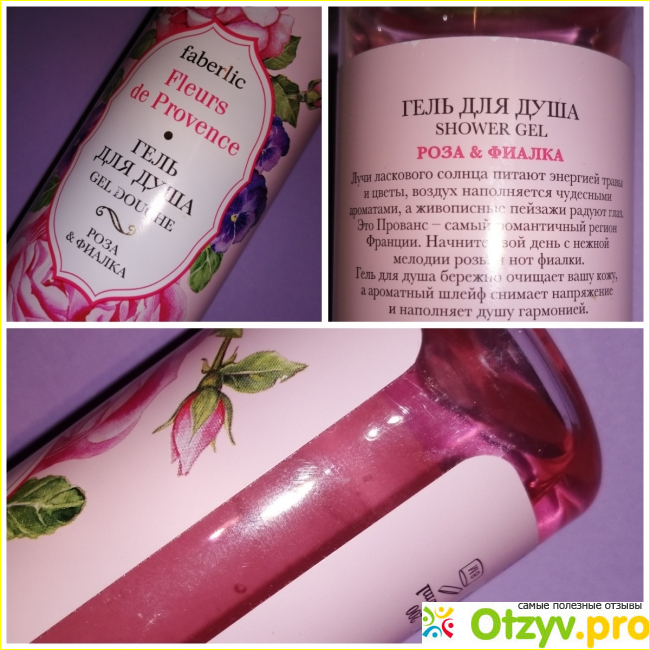 faberlic
Fleurs
de Provence
ГЕЛЬ
ДЛЯ ДУША
GEL DOUCHE
РОЗА
& ФИАЛКА
ГЕЛЬ ДЛЯ ДУША
SHOWER GEL
РОЗА & ФИАЛКА
Лучи ласкового солнца питают энергией травы
и цветы, воздух наполняется чудесными
ароматами, а живописные пейзажи радуют глаз.
Это Прованс – самый романтичный регион
Франции. Начните свой день с нежной
мелодии розы и нот фиалки.
Гель для душа бережно очищает вашу кожу,
а ароматный шлейф снимает напряжение
и наполняет душу гармонией.
самые полезные отзывы
Otzyv.pro